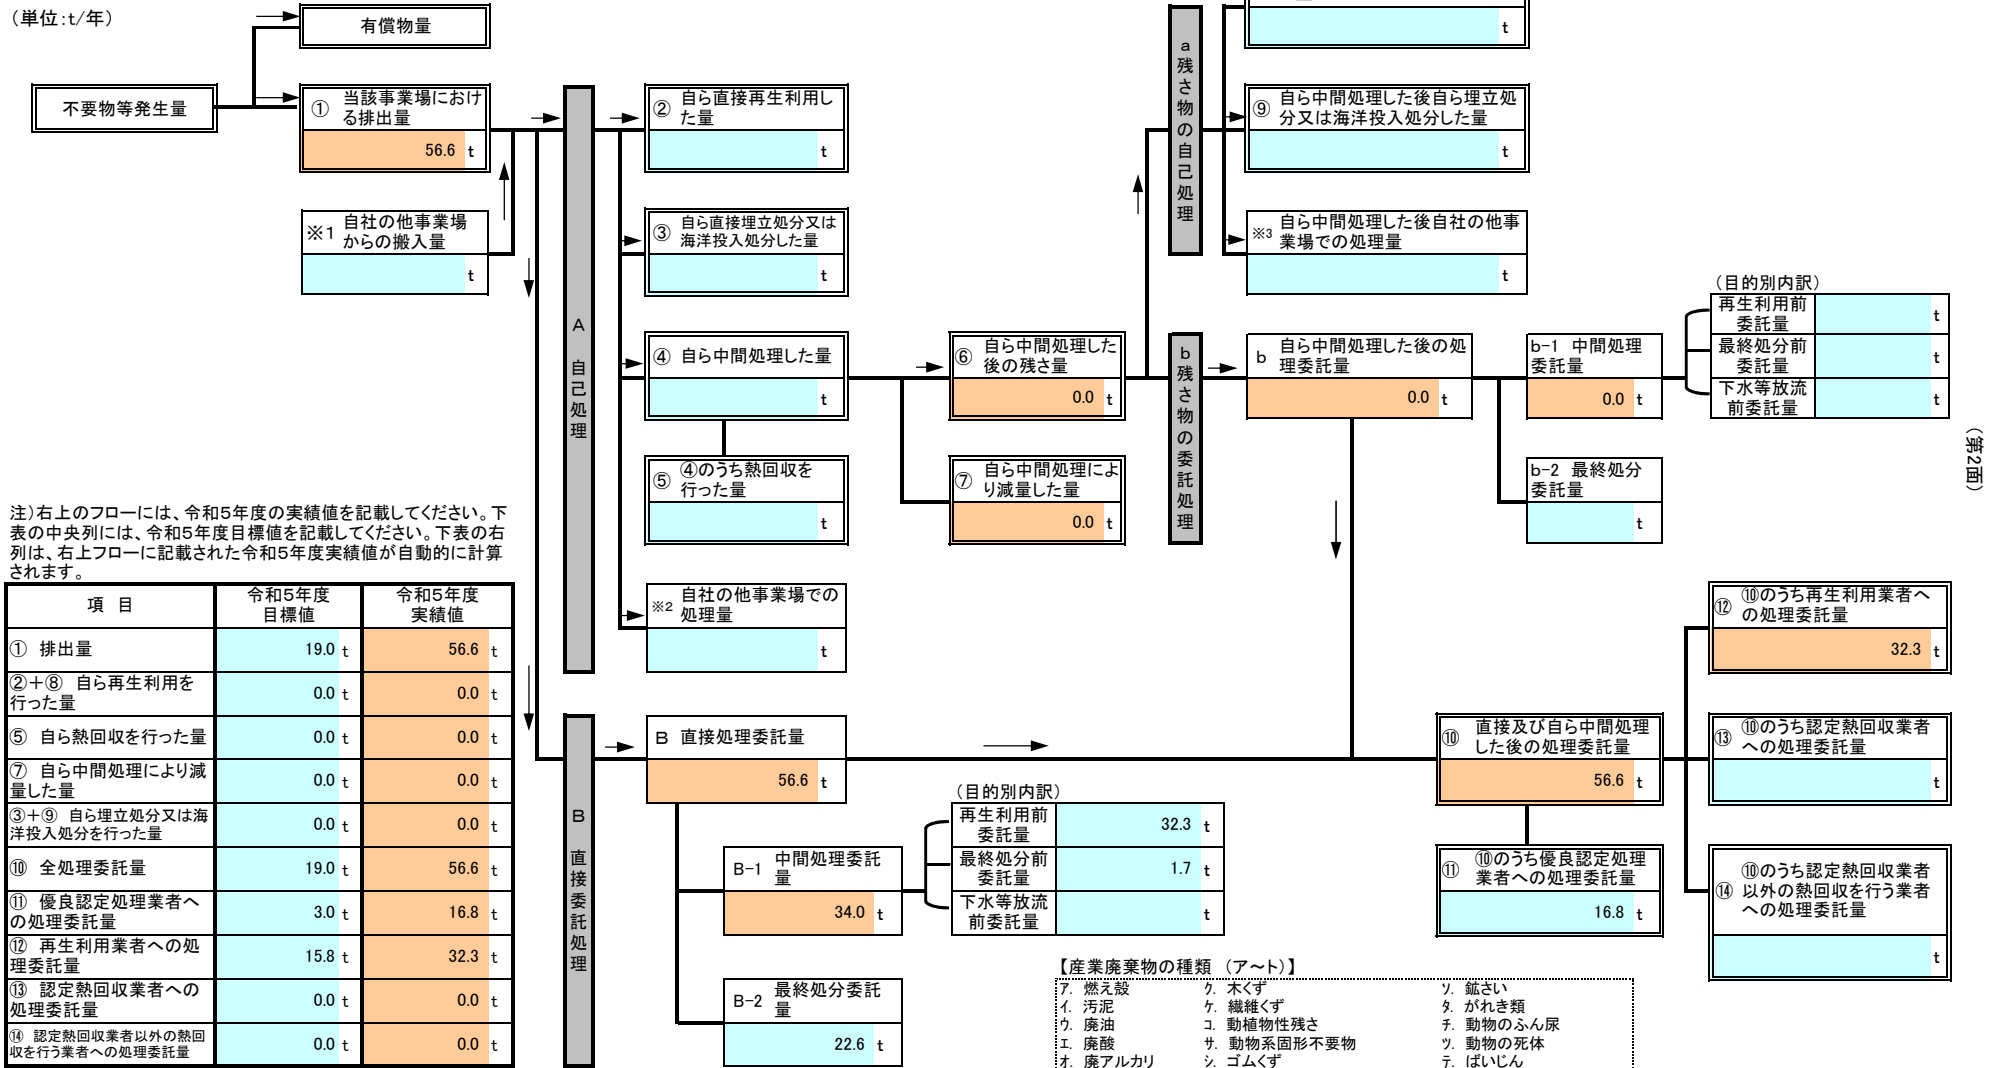 （単位：t/年）
有償物量
不要物等発生量
① 当該事業場におけ
る排出量
56.6 t
※1 自社の他事業場
からの搬入量
t
A 自己処理
② 自ら直接再生利用し
た量
t
③ 自ら直接埋立処分又は
海洋投入処分した量
t
④ 自ら中間処理した量
t
⑤ ④のうち熱回収を
行った量
t
※2 自社の他事業場での
処理量
t
⑥ 自ら中間処理した
後の残さ量
0.0 t
⑦ 自ら中間処理によ
り減量した量
0.0 t
a 残さ物の自己処理
t
⑨ 自ら中間処理した後自ら埋立処
分又は海洋投入処分した量
t
※3 自ら中間処理した後自社の他事
業場での処理量
t
b 残さ物の委託処理
b 自ら中間処理した後の処
理委託量
0.0 t
b-1 中間処理
委託量
0.0 t
b-2 最終処分
委託量
t
（目的別内訳）
再生利用前
委託量
t
最終処分前
委託量
t
下水等放流
前委託量
t
（第2面）
注）右上のフローには、令和5年度の実績値を記載してください。下
表の中央列には、令和5年度目標値を記載してください。下表の右
列は、右上フローに記載された令和5年度実績値が自動的に計算
されます。
項 目 令和5年度 令和5年度
目標値 実績値
① 排出量 19.0 t 56.6 t
②＋⑧ 自ら再生利用を
行った量 0.0 t 0.0 t
⑤ 自ら熱回収を行った量 0.0 t 0.0 t
⑦ 自ら中間処理により減
量した量 0.0 t 0.0 t
③＋⑨ 自ら埋立処分又は海
洋投入処分を行った量 0.0 t 0.0 t
⑩ 全処理委託量 19.0 t 56.6 t
⑪ 優良認定処理業者へ
の処理委託量 3.0 t 16.8 t
⑫ 再生利用業者への処
理委託量 15.8 t 32.3 t
⑬ 認定熱回収業者への
処理委託量 0.0 t 0.0 t
⑭ 認定熱回収業者以外の熱回
収を行う業者への処理委託量 0.0 t 0.0 t
B 直接委託処理
B 直接処理委託量
56.6 t
B-1 中間処理委託
量
34.0 t
B-2 最終処分委託
量
22.6 t
（目的別内訳）
再生利用前
委託量
32.3 t
最終処分前
委託量
1.7 t
下水等放流
前委託量
t
⑩ 直接及び自ら中間処理
した後の処理委託量
56.6 t
⑪ ⑩のうち優良認定処理
業者への処理委託量
16.8 t
⑫ ⑩のうち再生利用業者へ
の処理委託量
32.3 t
⑬ ⑩のうち認定熱回収業者
への処理委託量
t
⑭ ⑩のうち認定熱回収業者
以外の熱回収を行う業者
への処理委託量
t
【産業廃棄物の種類 （ア～ト）】
ア. 燃え殻 ク. 木くず ソ. 鉱さい
イ. 汚泥 ケ. 繊維くず タ. がれき類
ウ. 廃油 コ. 動植物性残さ チ. 動物のふん尿
エ. 廃酸 サ. 動物系固形不要物 ツ. 動物の死体
オ. 廃アルカリ シ. ゴムくず テ. ばいじん